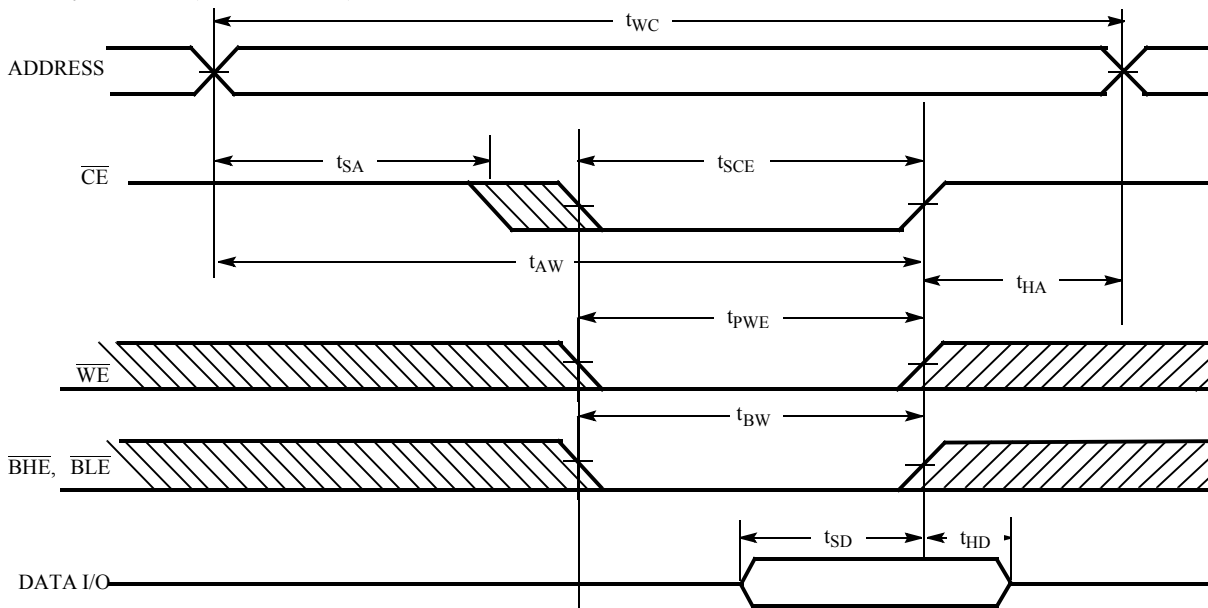 tWC
ADDRESS
tSA
tSCE
CE
tAW
tHA
tPWE
WE
tBW
BHE, BLE
tSD
tHD
DATA I/O